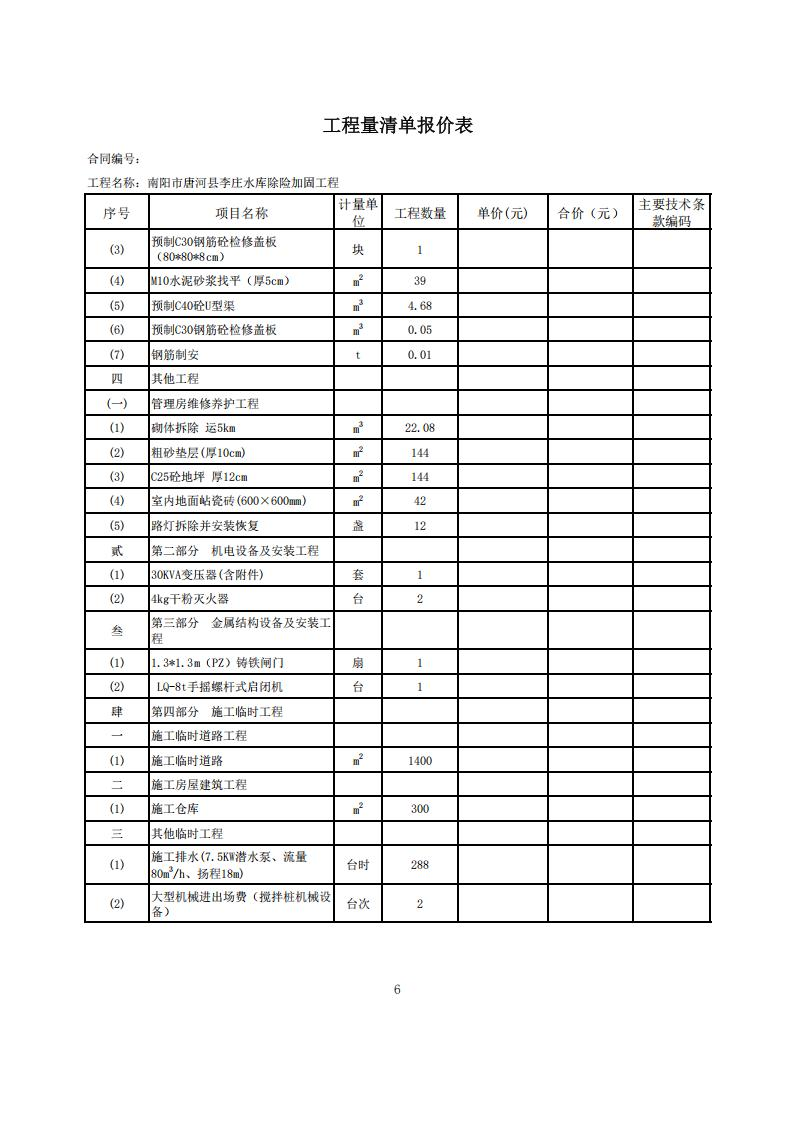 工程量清单报价表
合同编号：
工程名称：南阳市唐河县李庄水库除险加固工程
序号 项目名称 计量单位 工程数量 单价(元) 合价（元） 主要技术条款编码
(3) 预制C30钢筋砼检修盖板（80*80*8cm） 块 1
(4) M10水泥砂浆找平（厚5cm） m² 39
(5) 预制C40砼U型渠 m³ 4.68
(6) 预制C30钢筋砼检修盖板 m³ 0.05
(7) 钢筋制安 t 0.01
四 其他工程
(一) 管理房维修养护工程
(1) 砌体拆除 运5km m³ 22.08
(2) 粗砂垫层(厚10cm) m² 144
(3) C25砼地坪 厚12cm m² 144
(4) 室内地面帖瓷砖(600×600mm) m² 42
(5) 路灯拆除并安装恢复 盏 12
贰 第二部分 机电设备及安装工程
(1) 30KVA变压器(含附件) 套 1
(2) 4kg干粉灭火器 台 2
叁 第三部分 金属结构设备及安装工程
(1) 1.3*1.3m（PZ）铸铁闸门 扇 1
(2) LQ-8t手摇螺杆式启闭机 台 1
肆 第四部分 施工临时工程
一 施工临时道路工程
(1) 施工临时道路 m² 1400
二 施工房屋建筑工程
(1) 施工仓库 m² 300
三 其他临时工程
(1) 施工排水(7.5KW潜水泵、流量80m³/h、扬程18m) 台时 288
(2) 大型机械进出场费（搅拌桩机械设备） 台次 2
6